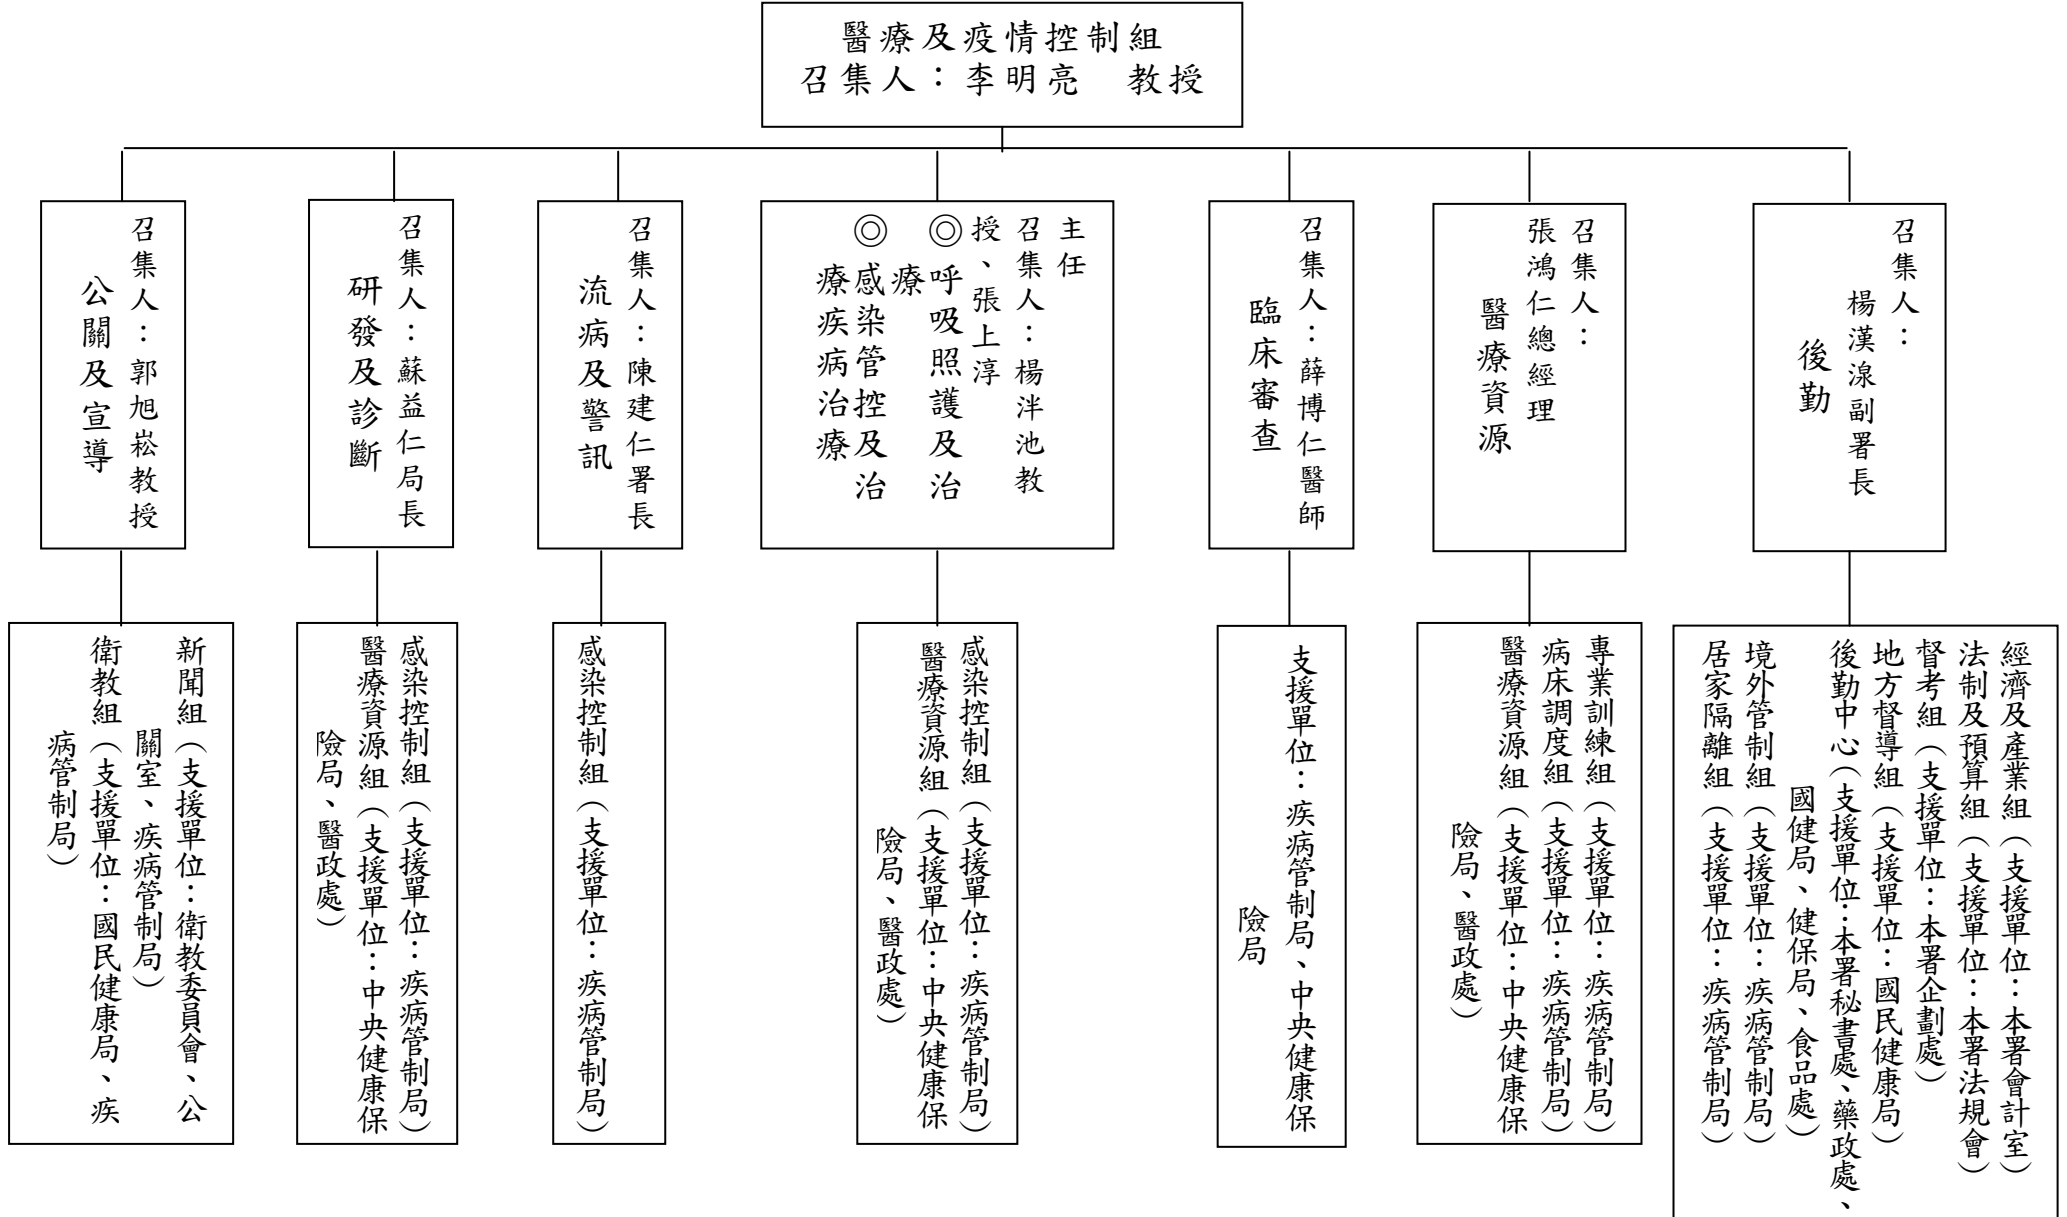 醫療及疫情控制組
召集人：李明亮　教授
召集人：
楊漢湶副署長
後勤
召集人：
張鴻仁總經理
醫療資源
召集人：薛博仁醫師
臨床審查
主任
召集人：楊泮池教
授、張上淳
◎呼吸照護及治
療
◎感染管控及治
療疾病治療
召集人：陳建仁署長
流病及警訊
召集人：蘇益仁局長
研發及診斷
召集人：郭旭崧教授
公關及宣導
經濟及產業組（支援單位：本署會計室）
法制及預算組（支援單位：本署法規會）
督考組（支援單位：本署企劃處）
地方督導組（支援單位：國民健康局）
後勤中心（支援單位：本署秘書處、藥政處、
國健局、健保局、食品處）
境外管制組（支援單位：疾病管制局）
居家隔離組（支援單位：疾病管制局）
專業訓練組（支援單位：疾病管制局）
病床調度組（支援單位：疾病管制局）
醫療資源組（支援單位：中央健康保
險局、醫政處）
支援單位：疾病管制局、中央健康保
險局
感染控制組（支援單位：疾病管制局）
醫療資源組（支援單位：中央健康保
險局、醫政處）
感染控制組（支援單位：疾病管制局）
感染控制組（支援單位：疾病管制局）
醫療資源組（支援單位：中央健康保
險局、醫政處）
新聞組（支援單位：衛教委員會、公
關室、疾病管制局）
衛教組（支援單位：國民健康局、疾
病管制局）